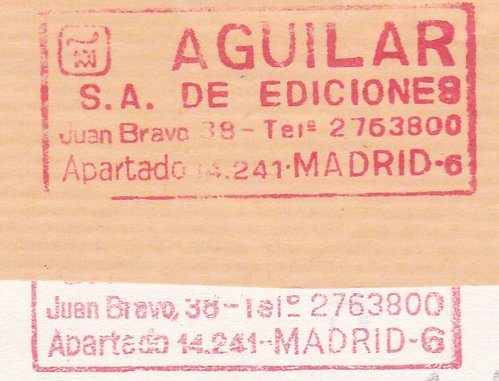 AGUILAR
S.A. DE EDICIONES
Juan Bravo 38 - Telº 2763800
Apartado 14.241-MADRID-6
Juan Bravo, 38 - Telº 2763800
Apartado 14.241-MADRID-6